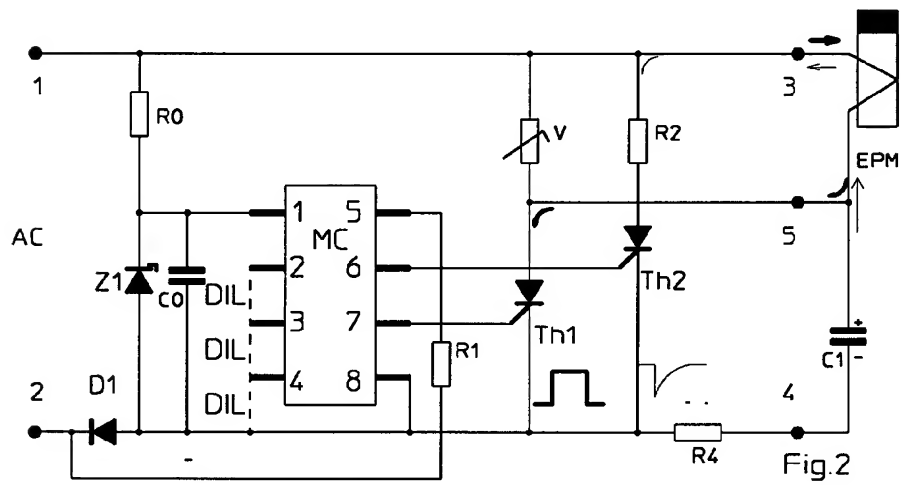 1
3
R0
V
R2
EPM
AC
1 5
MC
2 6
3 7
4 8
DIL
DIL
DIL
Z1
C0
R1
Th1
Th2
5
C1
+
-
D1
2
4
-
R4
Fig.2